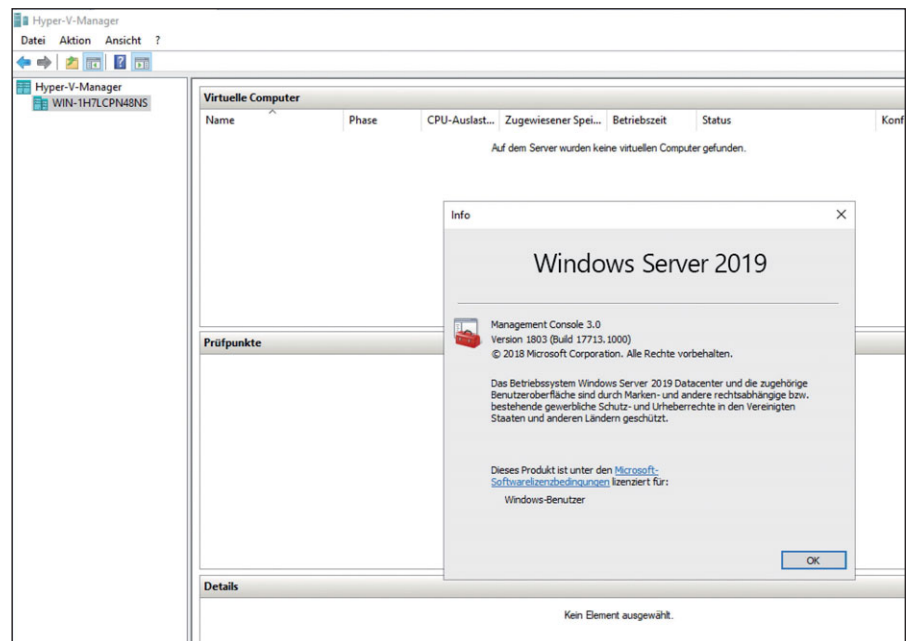 Hyper-V-Manager
Datei Aktion Ansicht ?
Hyper-V-Manager
WIN-1H7LCPN48NS
Virtuelle Computer
Name Phase CPU-Auslast... Zugewiesener Spei... Betriebszeit Status Konf
Auf dem Server wurden keine virtuellen Computer gefunden.
Info
Windows Server 2019
Management Console 3.0
Version 1803 (Build 17713.1000)
© 2018 Microsoft Corporation. Alle Rechte vorbehalten.
Das Betriebssystem Windows Server 2019 Datacenter und die zugehörige
Benutzeroberfläche sind durch Marken- und andere rechtsabhängige bzw.
bestehende gewerbliche Schutz- und Urheberrechte in den Vereinigten
Staaten und anderen Ländern geschützt.
Dieses Produkt ist unter den Microsoft-
Softwarelizenzbedingungen lizenziert für:
Windows-Benutzer
OK
Prüfpunkte
Details
Kein Element ausgewählt.